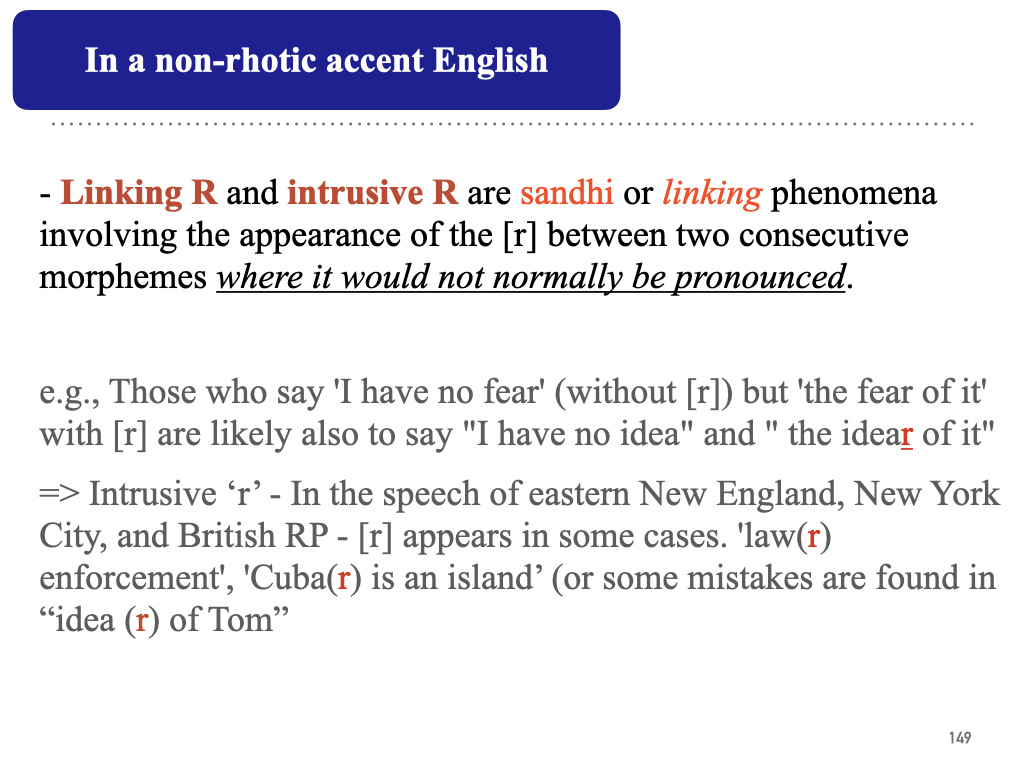 In a non-rhotic accent English
- Linking R and intrusive R are sandhi or linking phenomena
involving the appearance of the [r] between two consecutive
morphemes where it would not normally be pronounced.
e.g., Those who say 'I have no fear' (without [r]) but 'the fear of it'
with [r] are likely also to say "I have no idea" and " the idear of it"
=> Intrusive ‘r’ - In the speech of eastern New England, New York
City, and British RP - [r] appears in some cases. 'law(r)
enforcement', 'Cuba(r) is an island’ (or some mistakes are found in
“idea (r) of Tom”
149